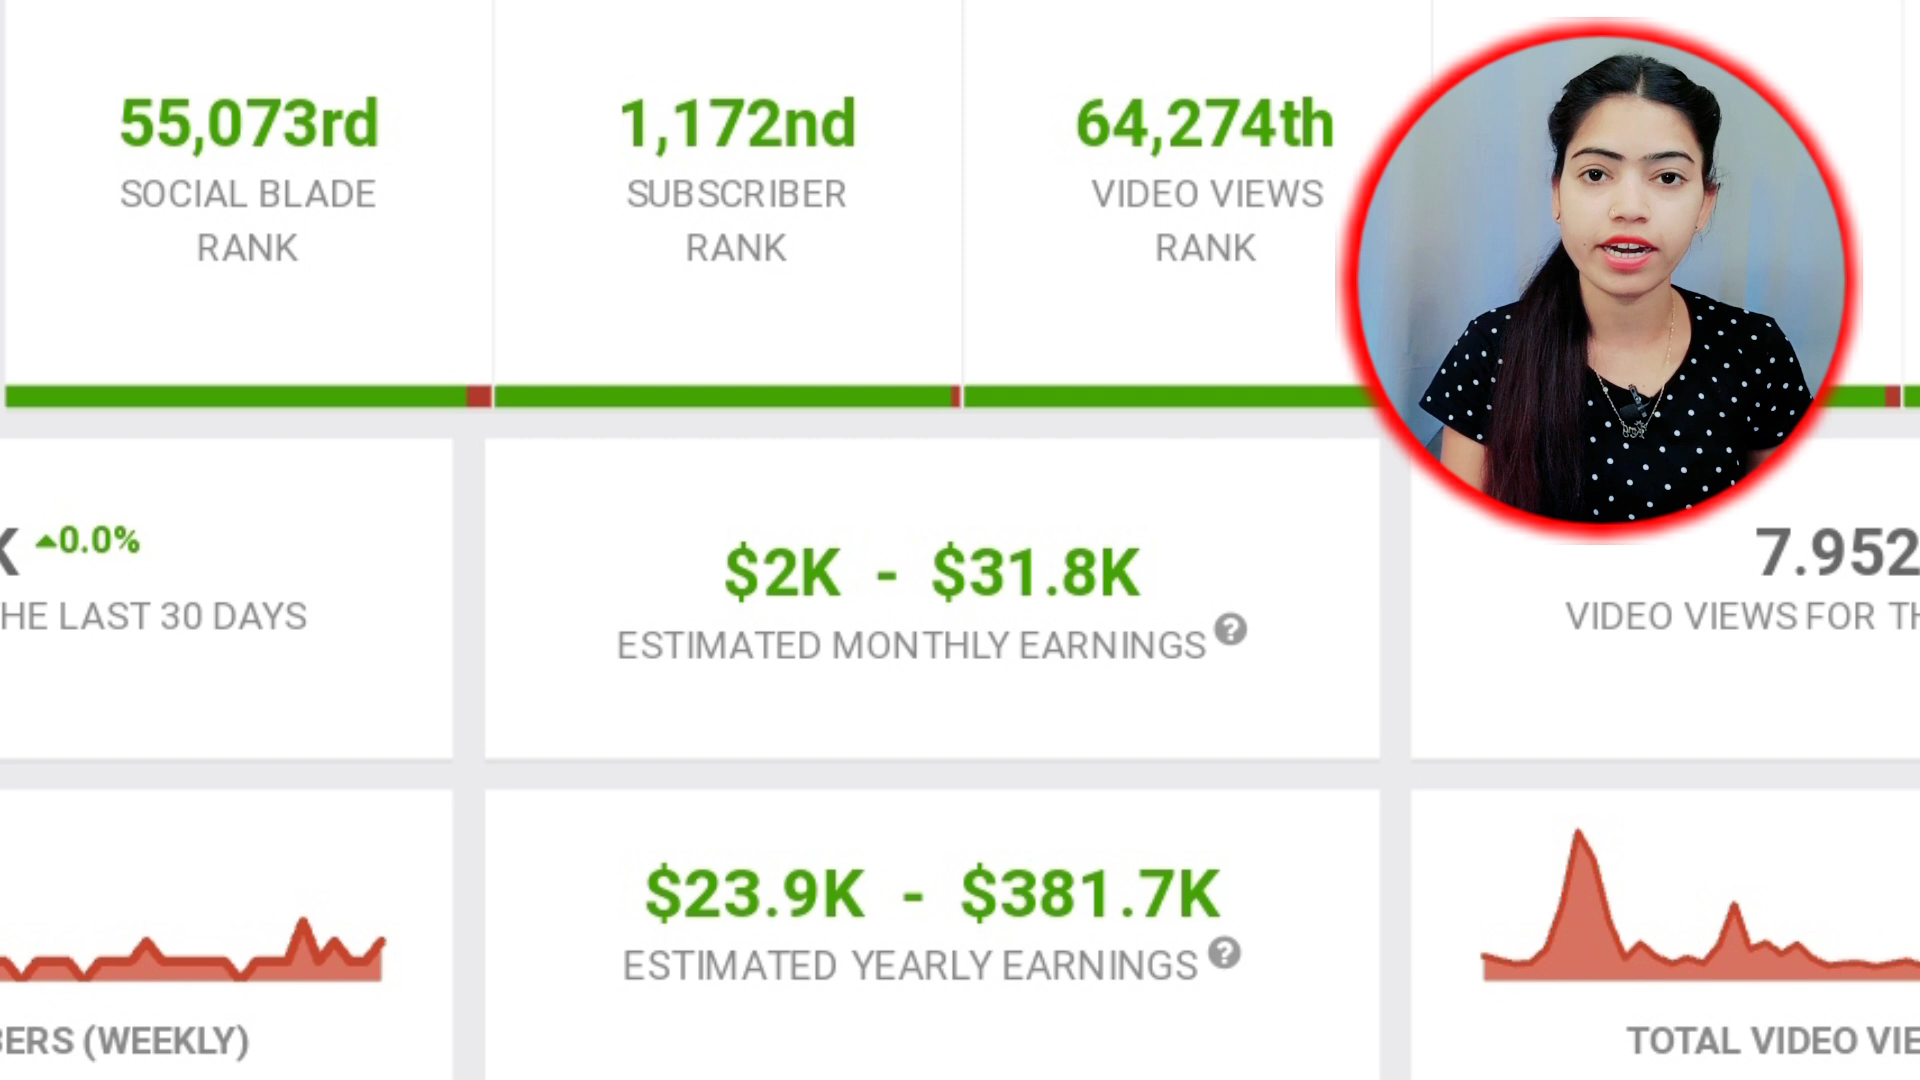 55,073rd
SOCIAL BLADE
RANK
1,172nd
SUBSCRIBER
RANK
64,274th
VIDEO VIEWS
RANK
K ▲0.0%
HE LAST 30 DAYS
$2K - $31.8K
ESTIMATED MONTHLY EARNINGS ?
7.952
VIDEO VIEWS FOR TH
$23.9K - $381.7K
ESTIMATED YEARLY EARNINGS ?
BERS (WEEKLY)
TOTAL VIDEO VIE